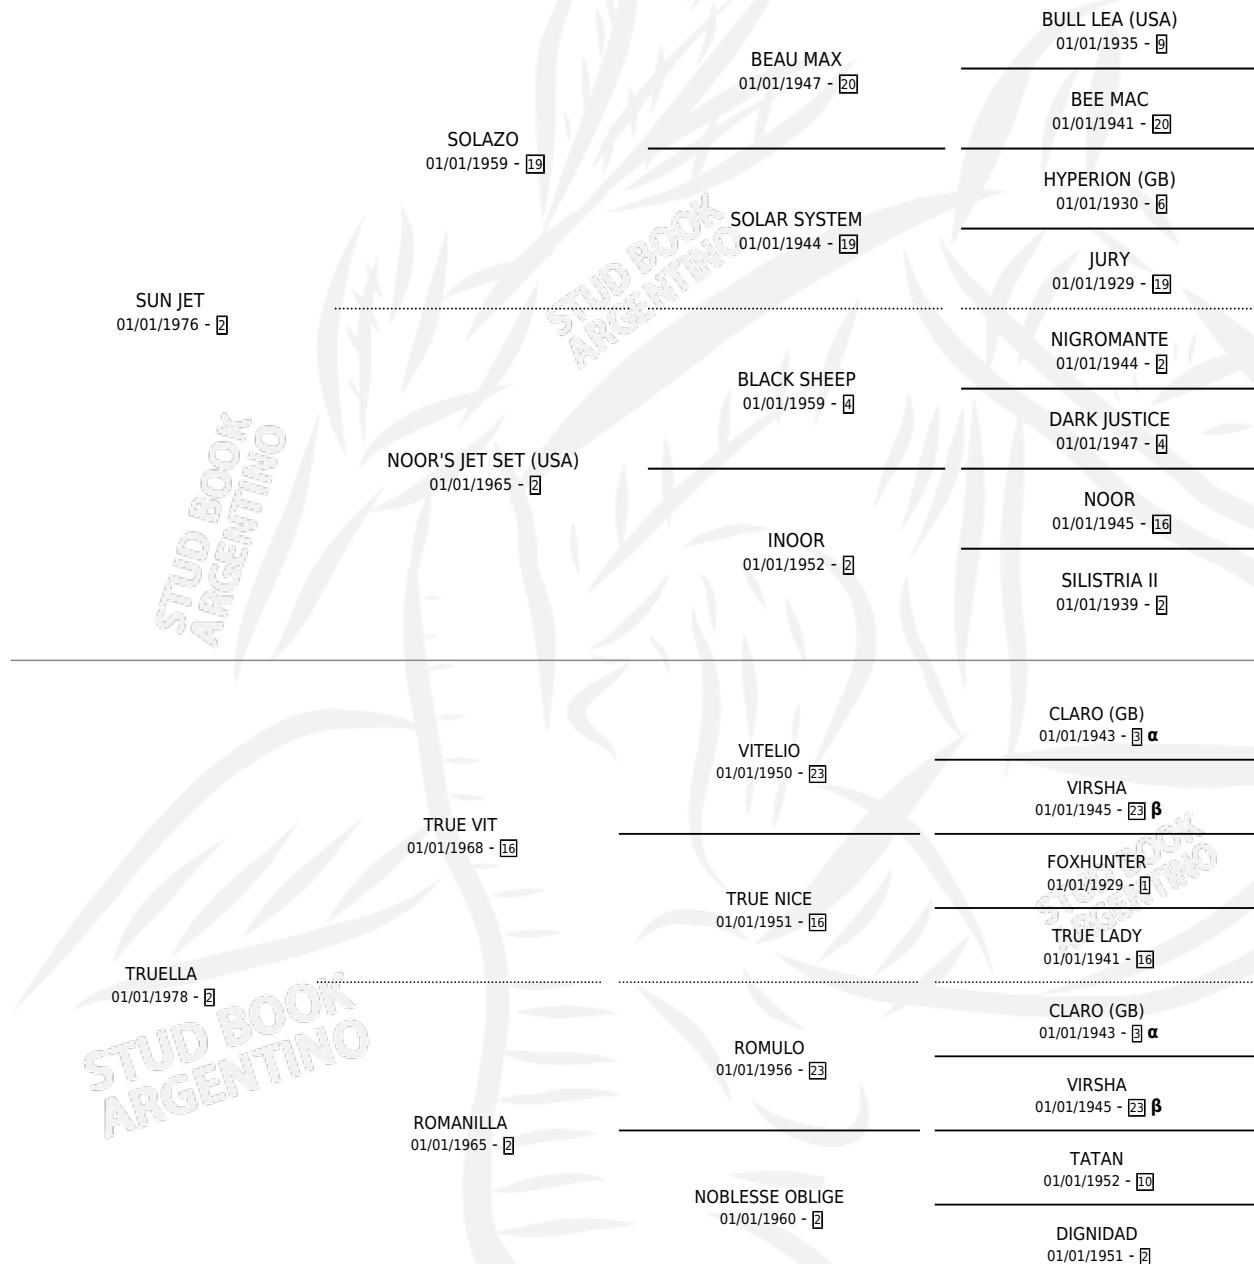 BULL LEA (USA)
01/01/1935 - 9
BEAU MAX
01/01/1947 - 20
BEE MAC
01/01/1941 - 20
SOLAZO
01/01/1959 - 19
HYPERION (GB)
01/01/1930 - 6
SOLAR SYSTEM
01/01/1944 - 19
JURY
01/01/1929 - 19
SUN JET
01/01/1976 - 2
NIGROMANTE
01/01/1944 - 2
BLACK SHEEP
01/01/1959 - 4
DARK JUSTICE
01/01/1947 - 4
NOOR'S JET SET (USA)
01/01/1965 - 2
NOOR
01/01/1945 - 16
INOOR
01/01/1952 - 2
SILISTRIA II
01/01/1939 - 2
CLARO (GB)
01/01/1943 - 3 α
VITELIO
01/01/1950 - 23
VIRSHA
01/01/1945 - 23 β
TRUE VIT
01/01/1968 - 16
FOXHUNTER
01/01/1929 - 1
TRUE NICE
01/01/1951 - 16
TRUE LADY
01/01/1941 - 16
TRUELLA
01/01/1978 - 2
CLARO (GB)
01/01/1943 - 3 α
ROMULO
01/01/1956 - 23
VIRSHA
01/01/1945 - 23 β
ROMANILLA
01/01/1965 - 2
TATAN
01/01/1952 - 10
NOBLESSE OBLIGE
01/01/1960 - 2
DIGNIDAD
01/01/1951 - 2
STUD BOOK
ARGENTINO
STUD BOOK
ARGENTINO
STUD BOOK
ARGENTINO
STUD BOOK
ARGENTINO